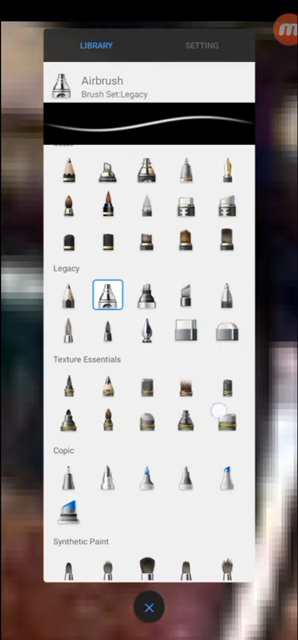 LIBRARY
SETTING
Airbrush
Brush Set:Legacy
Legacy
Texture Essentials
Copic
Synthetic Paint